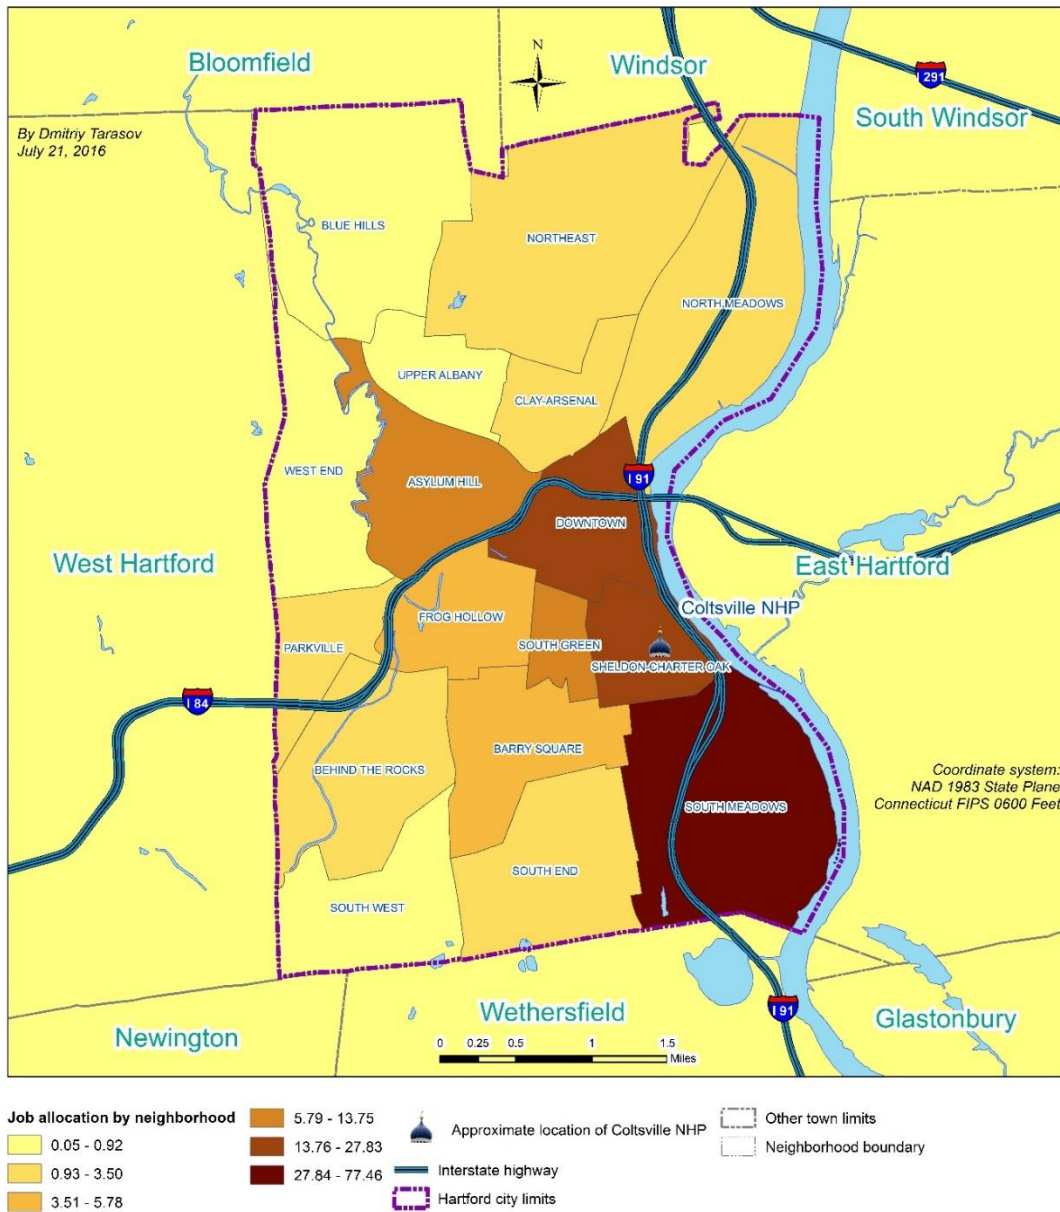 Bloomfield
Windsor
N
I 291
South Windsor
By Dmitriy Tarasov
July 21, 2016
BLUE HILLS
NORTHEAST
NORTH MEADOWS
UPPER ALBANY
CLAY-ARSENAL
WEST END
ASYLUM HILL
I 91
DOWNTOWN
West Hartford
East Hartford
Coltsville NHP
FROG HOLLOW
PARKVILLE
SOUTH GREEN
SHELDON-CHARTER OAK
I 84
BARRY SQUARE
BEHIND THE ROCKS
SOUTH MEADOWS
Coordinate system:
NAD 1983 State Plane
Connecticut FIPS 0600 Feet
SOUTH END
SOUTH WEST
Newington
Wethersfield
I 91
Glastonbury
0 0.25 0.5 1 1.5
Miles
Job allocation by neighborhood
0.05 - 0.92
0.93 - 3.50
3.51 - 5.78
5.79 - 13.75
13.76 - 27.83
27.84 - 77.46
Approximate location of Coltsville NHP
Interstate highway
Hartford city limits
Other town limits
Neighborhood boundary